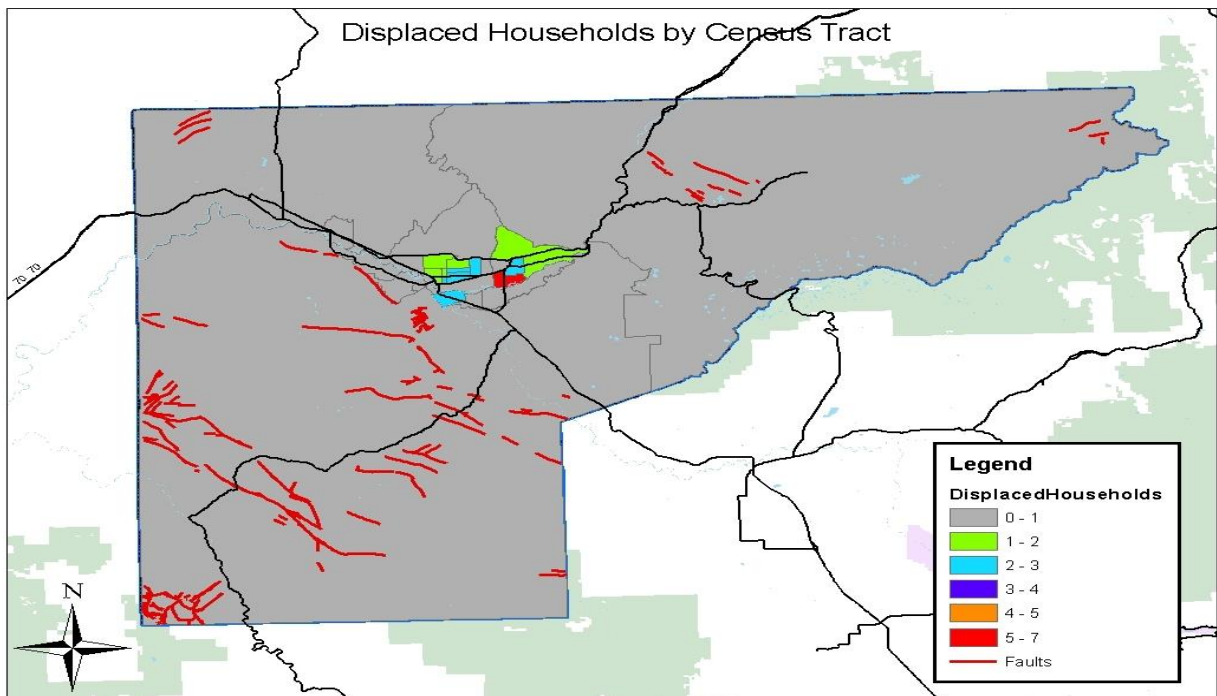 Displaced Households by Census Tract
70 70
Legend
DisplacedHouseholds
0 - 1
1 - 2
2 - 3
3 - 4
4 - 5
5 - 7
Faults
N